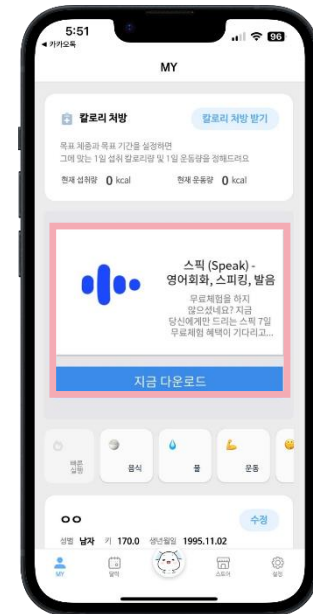 5:51
96
◀ 카카오톡
MY
칼로리 처방
칼로리 처방 받기
목표 체중과 목표 기간을 설정하면
그에 맞는 1일 섭취 칼로리량 및 1일 운동량을 정해드려요
현재 섭취량 0 kcal
현재 운동량 0 kcal
스픽 (Speak) -
영어회화, 스피킹, 발음
무료체험을 하지
않으셨네요? 지금
당신에게만 드리는 스픽 7일
무료체험 혜택이 기다리고...
지금 다운로드
빠른
실행
음식
물
운동
ㅇㅇ
수정
성별 남자 키 170.0 생년월일 1995.11.02
MY
달력
스토어
설정